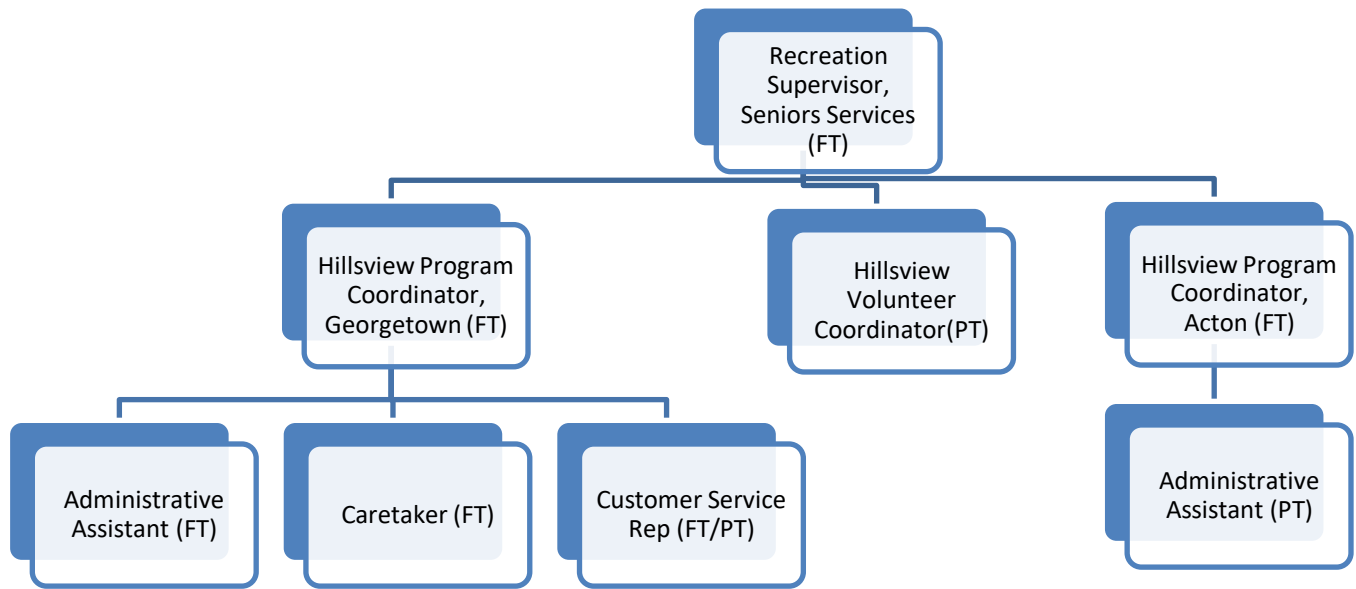 Recreation
Supervisor,
Seniors Services
(FT)
Hillsview Program
Coordinator,
Georgetown (FT)
Hillsview
Volunteer
Coordinator(PT)
Hillsview Program
Coordinator,
Acton (FT)
Administrative
Assistant (FT)
Caretaker (FT)
Customer Service
Rep (FT/PT)
Administrative
Assistant (PT)